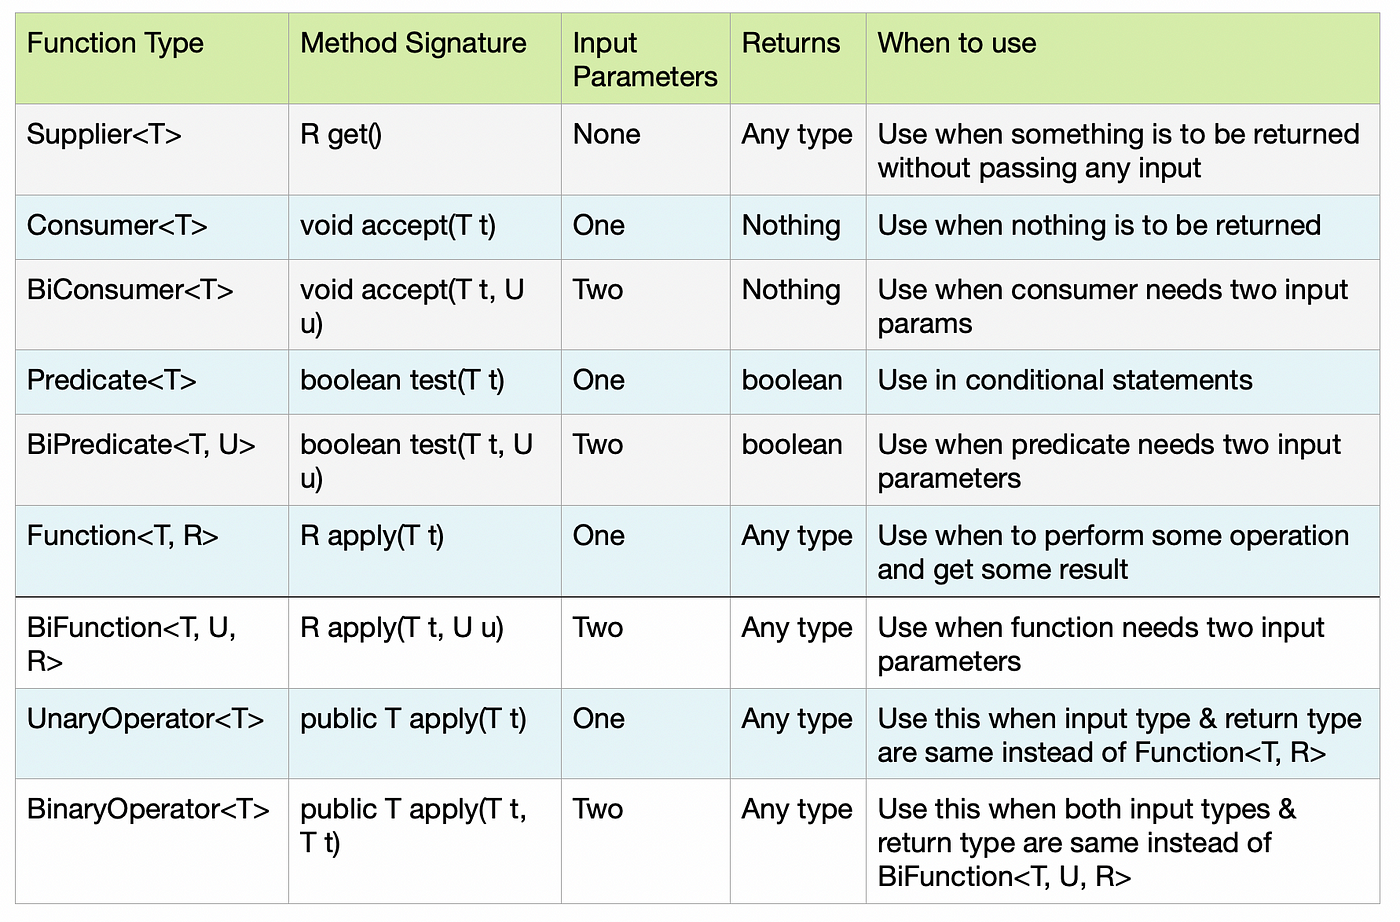 Function Type
Method Signature
Input
Parameters
Returns
When to use
Supplier<T>
R get()
None
Any type
Use when something is to be returned
without passing any input
Consumer<T>
void accept(T t)
One
Nothing
Use when nothing is to be returned
BiConsumer<T>
void accept(T t, U
u)
Two
Nothing
Use when consumer needs two input
params
Predicate<T>
boolean test(T t)
One
boolean
Use in conditional statements
BiPredicate<T, U>
boolean test(T t, U
u)
Two
boolean
Use when predicate needs two input
parameters
Function<T, R>
R apply(T t)
One
Any type
Use when to perform some operation
and get some result
BiFunction<T, U,
R>
R apply(T t, U u)
Two
Any type
Use when function needs two input
parameters
UnaryOperator<T>
public T apply(T t)
One
Any type
Use this when input type & return type
are same instead of Function<T, R>
BinaryOperator<T>
public T apply(T t,
T t)
Two
Any type
Use this when both input types &
return type are same instead of
BiFunction<T, U, R>